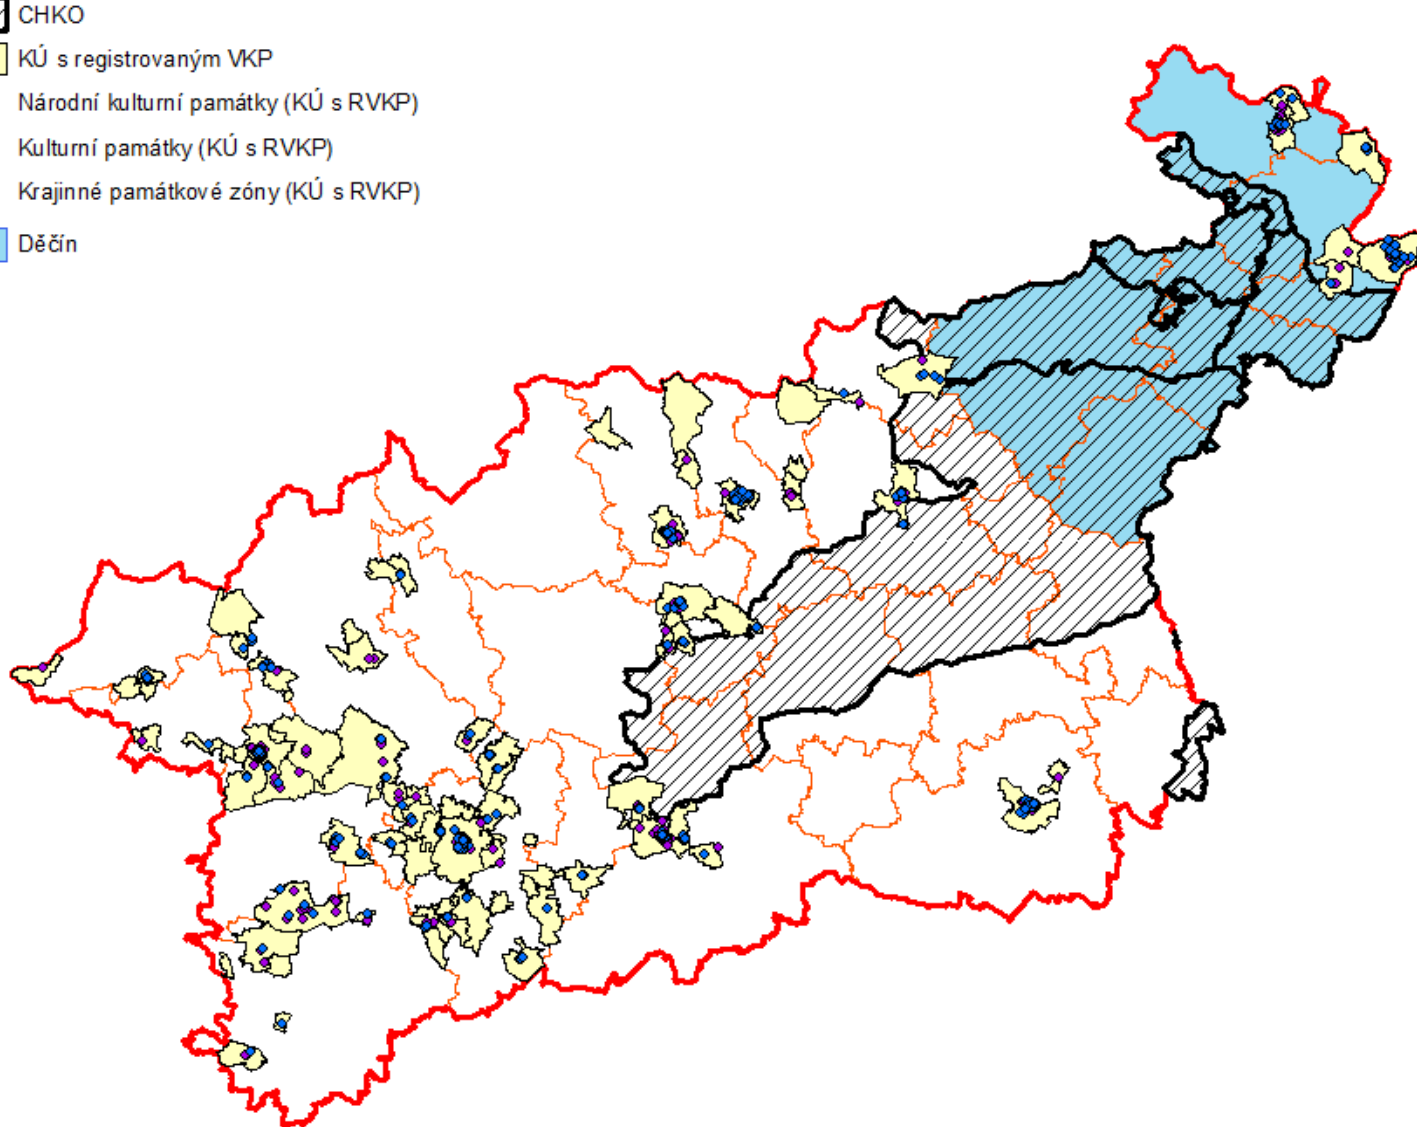 CHKO
KÚ s registrovaným VKP
Národní kulturní památky (KÚ s RVKP)
Kulturní památky (KÚ s RVKP)
Krajinné památkové zóny (KÚ s RVKP)
Děčín